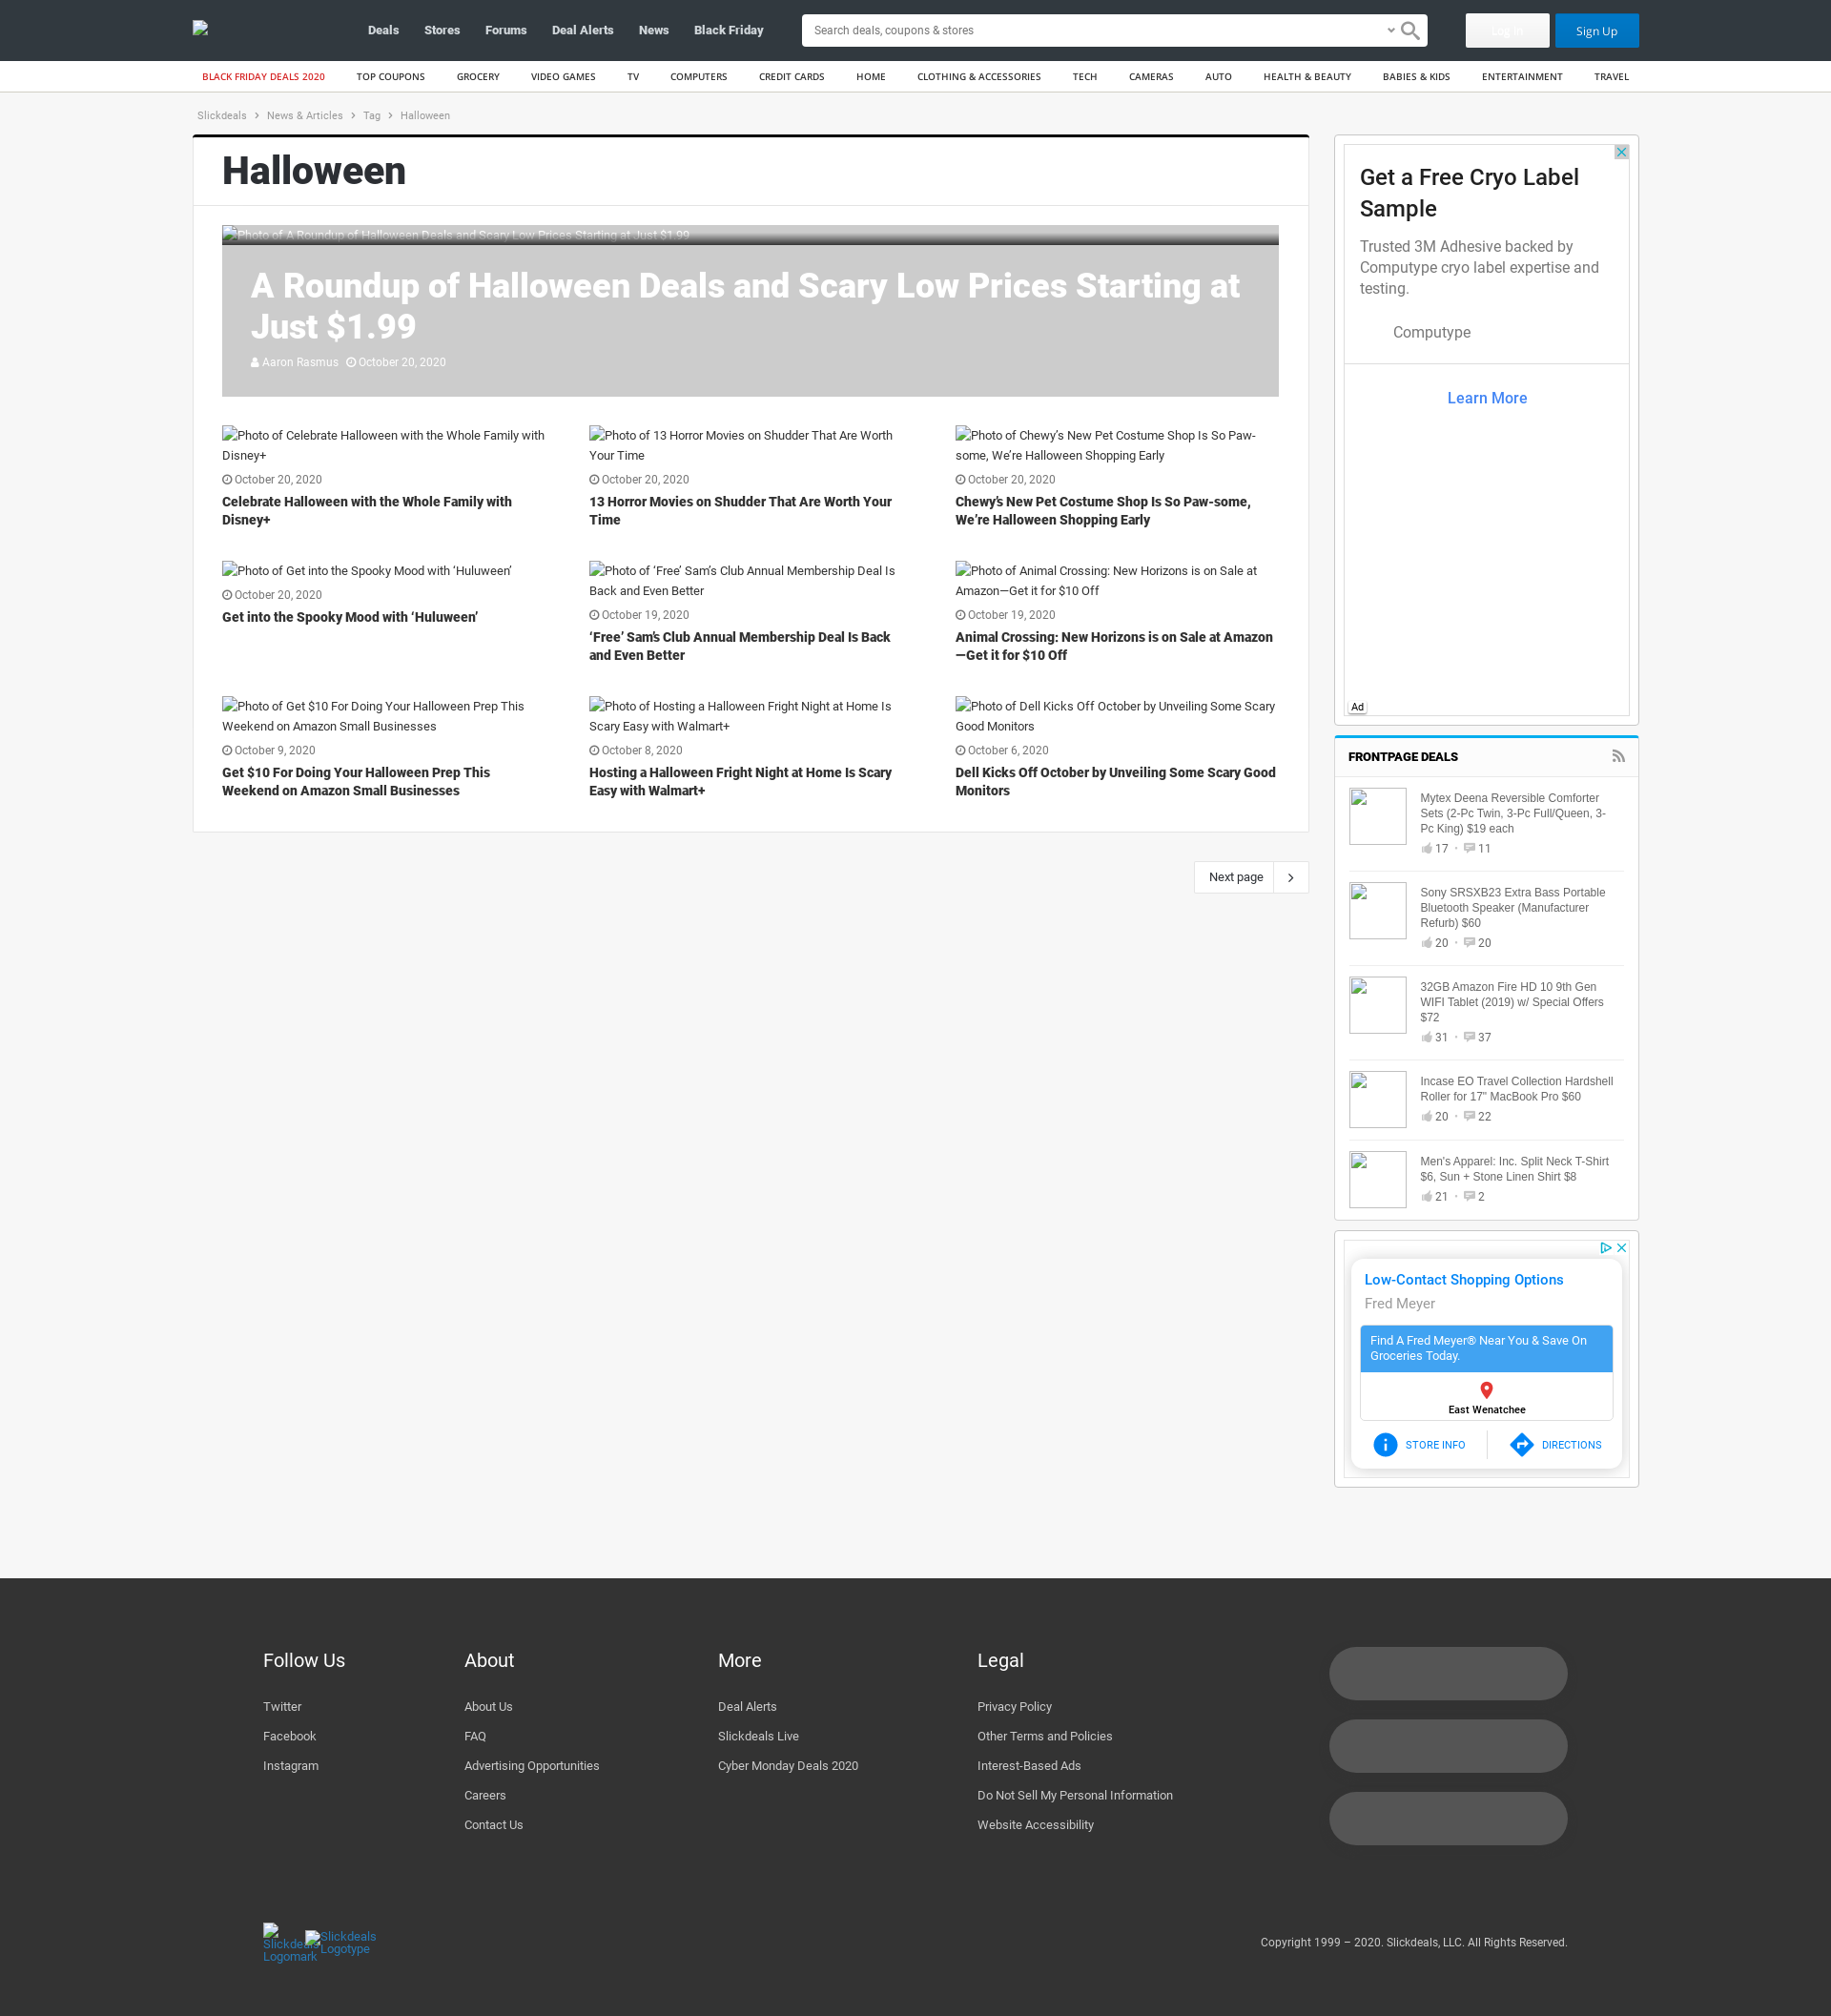 Deals Stores Forums Deal Alerts News Black Friday
Search deals, coupons & stores
Log In
Sign Up
BLACK FRIDAY DEALS 2020 TOP COUPONS GROCERY VIDEO GAMES TV COMPUTERS CREDIT CARDS HOME CLOTHING & ACCESSORIES TECH CAMERAS AUTO HEALTH & BEAUTY BABIES & KIDS ENTERTAINMENT TRAVEL
Slickdeals > News & Articles > Tag > Halloween
Halloween
Photo of A Roundup of Halloween Deals and Scary Low Prices Starting at Just $1.99
A Roundup of Halloween Deals and Scary Low Prices Starting at
Just $1.99
Aaron Rasmus October 20, 2020
Photo of Celebrate Halloween with the Whole Family with
Disney+
October 20, 2020
Celebrate Halloween with the Whole Family with
Disney+
Photo of 13 Horror Movies on Shudder That Are Worth
Your Time
October 20, 2020
13 Horror Movies on Shudder That Are Worth Your
Time
Photo of Chewy’s New Pet Costume Shop Is So Paw-
some, We’re Halloween Shopping Early
October 20, 2020
Chewy’s New Pet Costume Shop Is So Paw-some,
We’re Halloween Shopping Early
Photo of Get into the Spooky Mood with ‘Huluween’
October 20, 2020
Get into the Spooky Mood with ‘Huluween’
Photo of ‘Free’ Sam’s Club Annual Membership Deal Is
Back and Even Better
October 19, 2020
‘Free’ Sam’s Club Annual Membership Deal Is Back
and Even Better
Photo of Animal Crossing: New Horizons is on Sale at
Amazon—Get it for $10 Off
October 19, 2020
Animal Crossing: New Horizons is on Sale at Amazon
—Get it for $10 Off
Photo of Get $10 For Doing Your Halloween Prep This
Weekend on Amazon Small Businesses
October 9, 2020
Get $10 For Doing Your Halloween Prep This
Weekend on Amazon Small Businesses
Photo of Hosting a Halloween Fright Night at Home Is
Scary Easy with Walmart+
October 8, 2020
Hosting a Halloween Fright Night at Home Is Scary
Easy with Walmart+
Photo of Dell Kicks Off October by Unveiling Some Scary
Good Monitors
October 6, 2020
Dell Kicks Off October by Unveiling Some Scary Good
Monitors
Next page
Get a Free Cryo Label
Sample
Trusted 3M Adhesive backed by
Computype cryo label expertise and
testing.
Computype
Learn More
Ad
FRONTPAGE DEALS
Mytex Deena Reversible Comforter
Sets (2-Pc Twin, 3-Pc Full/Queen, 3-
Pc King) $19 each
17 • 11
Sony SRSXB23 Extra Bass Portable
Bluetooth Speaker (Manufacturer
Refurb) $60
20 • 20
32GB Amazon Fire HD 10 9th Gen
WIFI Tablet (2019) w/ Special Offers
$72
31 • 37
Incase EO Travel Collection Hardshell
Roller for 17" MacBook Pro $60
20 • 22
Men's Apparel: Inc. Split Neck T-Shirt
$6, Sun + Stone Linen Shirt $8
21 • 2
Low-Contact Shopping Options
Fred Meyer
Find A Fred Meyer® Near You & Save On
Groceries Today.
East Wenatchee
STORE INFO
DIRECTIONS
Follow Us
Twitter
Facebook
Instagram
About
About Us
FAQ
Advertising Opportunities
Careers
Contact Us
More
Deal Alerts
Slickdeals Live
Cyber Monday Deals 2020
Legal
Privacy Policy
Other Terms and Policies
Interest-Based Ads
Do Not Sell My Personal Information
Website Accessibility
Slickdeals
Logomark
Slickdeals
Logotype
Copyright 1999 – 2020. Slickdeals, LLC. All Rights Reserved.